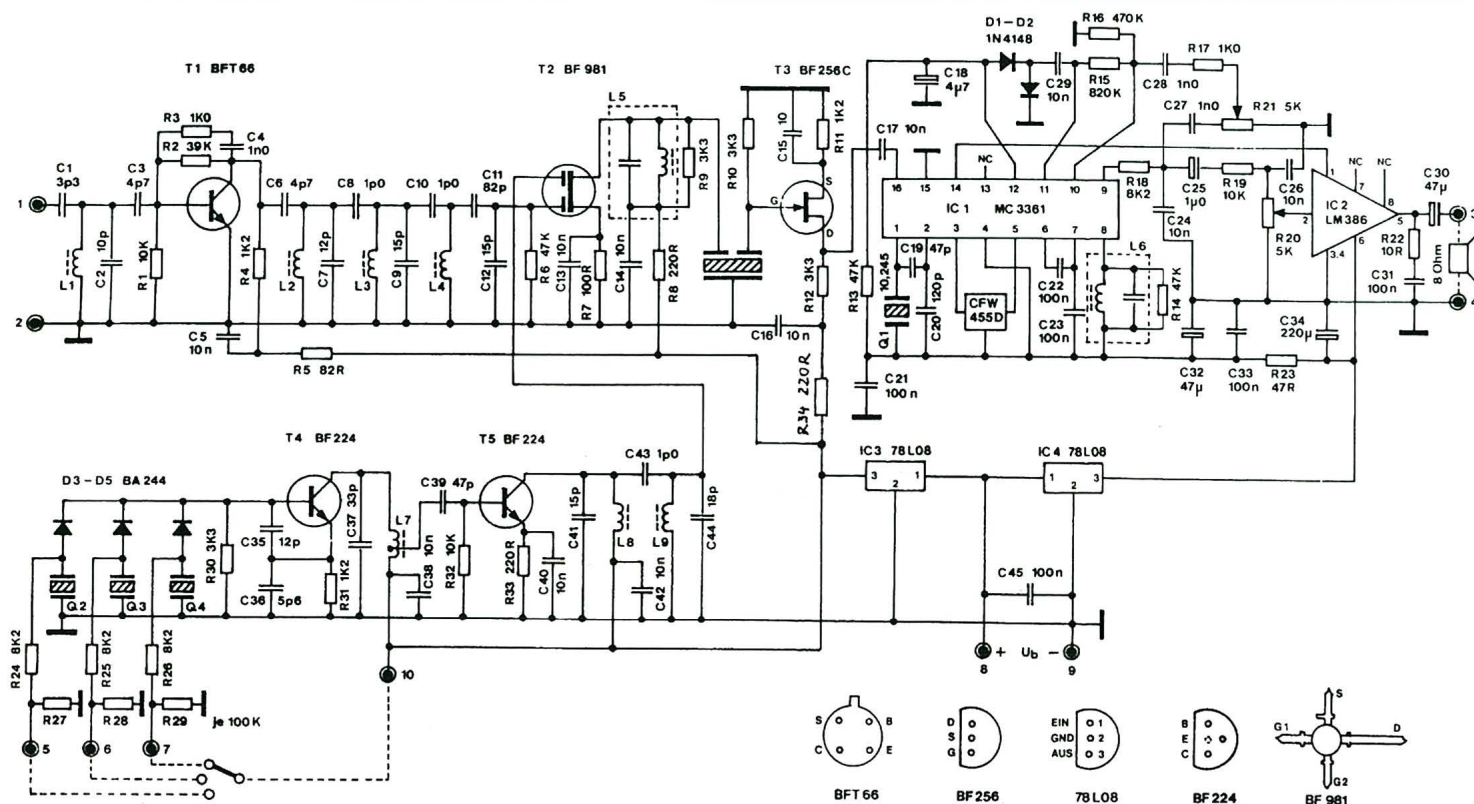 T1 BFT66
T2 BF 981
T3 BF 256C
D1–D2
1N4148
R16 470K
R17 1K0
R15
820K
C29
10n
C28 1n0
C18
4µ7
C27 1n0
R21 5K
L5
R3 1K0
R2 39K
C4
1n0
C1
3p3
C3
4p7
C6 4p7
C8 1p0
C10 1p0
C11
82p
R9 3K3
R10 3K3
C15 10
R11 1K2
S
G
D
C17 10n
NC
16
15
14
13
12
11
10
9
IC 1 MC 3361
1
2
3
4
5
6
7
8
R18
8K2
C25
1µ0
R19
10K
C26
10n
C24
10n
NC
NC
1
7
8
IC 2
LM386
2
5
3,4
6
C30
47µ
3
8 Ohm
4
R20
5K
R22
10R
C31
100n
1
2
L1
C2 10p
R1 10K
R4 1K2
L2
C7 12p
L3
C9 15p
L4
C12 15p
R6 47K
C13 10n
R7 100R
C14 10n
R8 220R
C5
10n
R5 82R
C16 10n
R12 3K3
R13 47K
C19 47p
10,245
Q1
C20 120p
CFW
455D
C22
100n
C23
100n
L6
R14 47K
C21
100n
C32
47µ
C33
100n
R23
47R
C34
220µ
R34 220R
T4 BF224
T5 BF224
D3–D5 BA244
C35
12p
C36
5p6
R30 3K3
R31 1K2
C37 33p
L7
C38 10n
C39 47p
R32 10K
R33 220R
C40
10n
C41 15p
L8
C43 1p0
L9
C42 10n
C44 18p
IC3 78L08
3
1
2
IC4 78L08
1
3
2
C45 100n
8
+ Ub –
9
Q2
Q3
Q4
R24 8K2
R25 8K2
R26 8K2
R27
R28
R29
je 100K
5
6
7
10
S
B
C
E
BFT66
D
S
G
BF256
EIN 1
GND 2
AUS 3
78L08
B
E
C
BF224
S
G1
D
G2
BF981